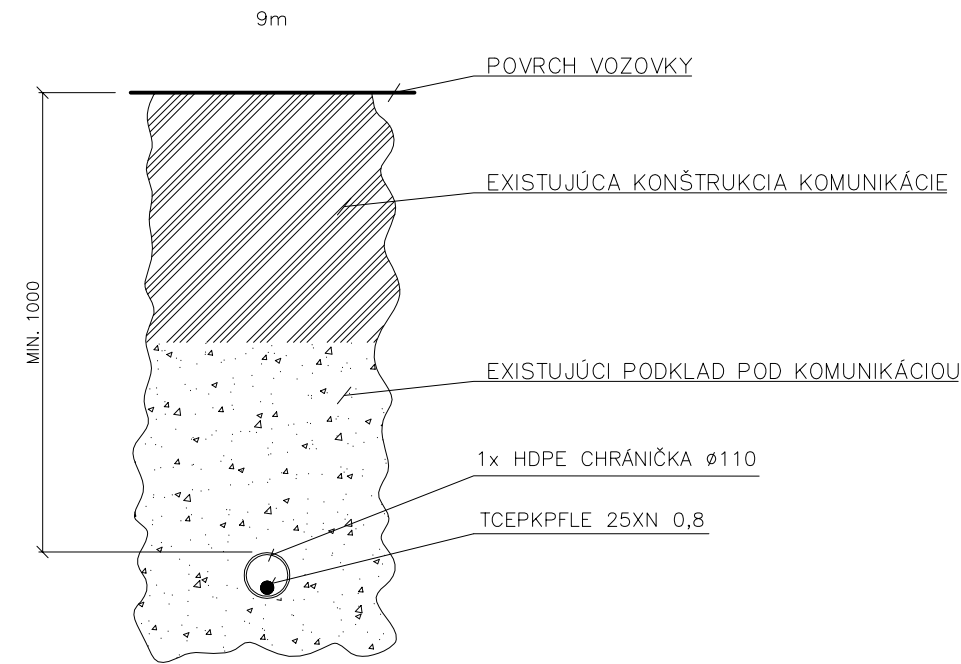 9m
POVRCH VOZOVKY
EXISTUJÚCA KONŠTRUKCIA KOMUNIKÁCIE
MIN. 1000
EXISTUJÚCI PODKLAD POD KOMUNIKÁCIOU
1x HDPE CHRÁNIČKA Ø110
TCEPKPFLE 25XN 0,8